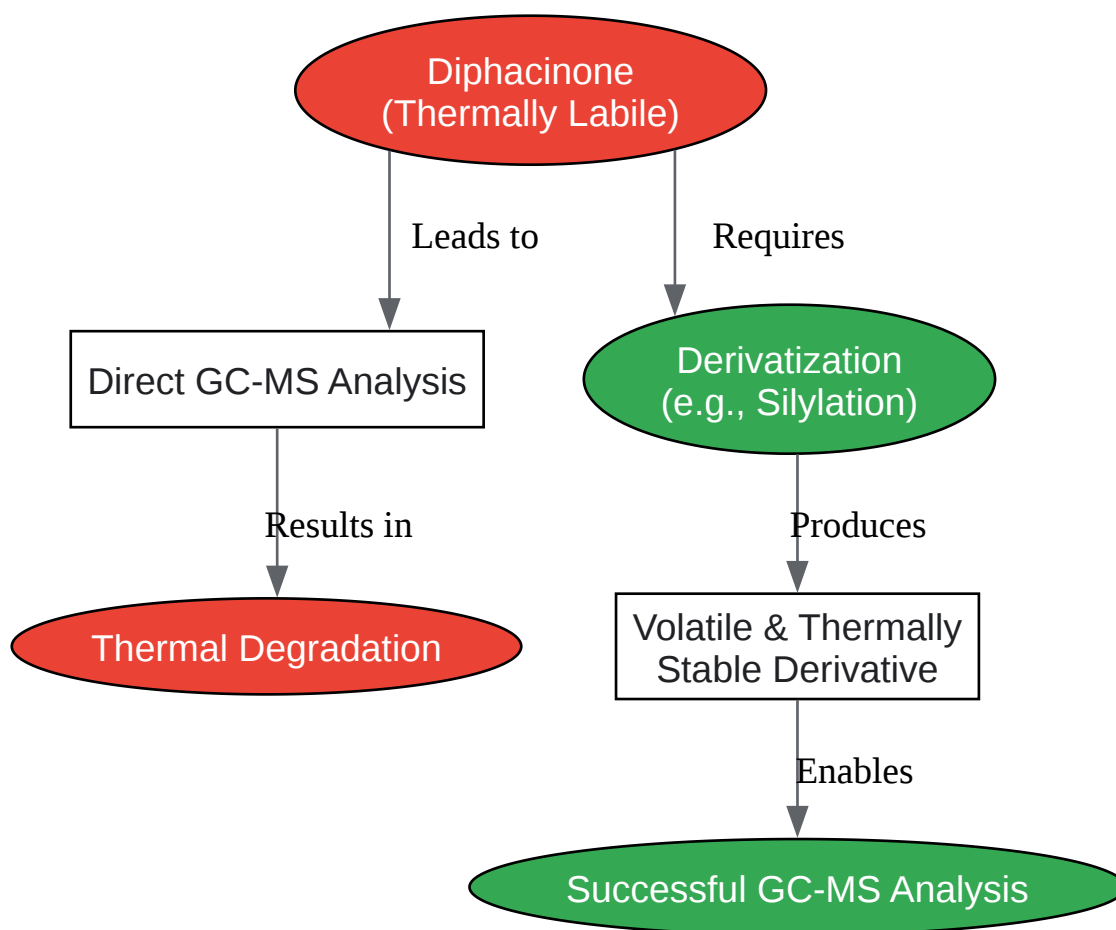 Diphacinone
(Thermally Labile)
Leads to
Requires
Direct GC-MS Analysis
Derivatization
(e.g., Silylation)
Results in
Produces
Thermal Degradation
Volatile & Thermally
Stable Derivative
Enables
Successful GC-MS Analysis